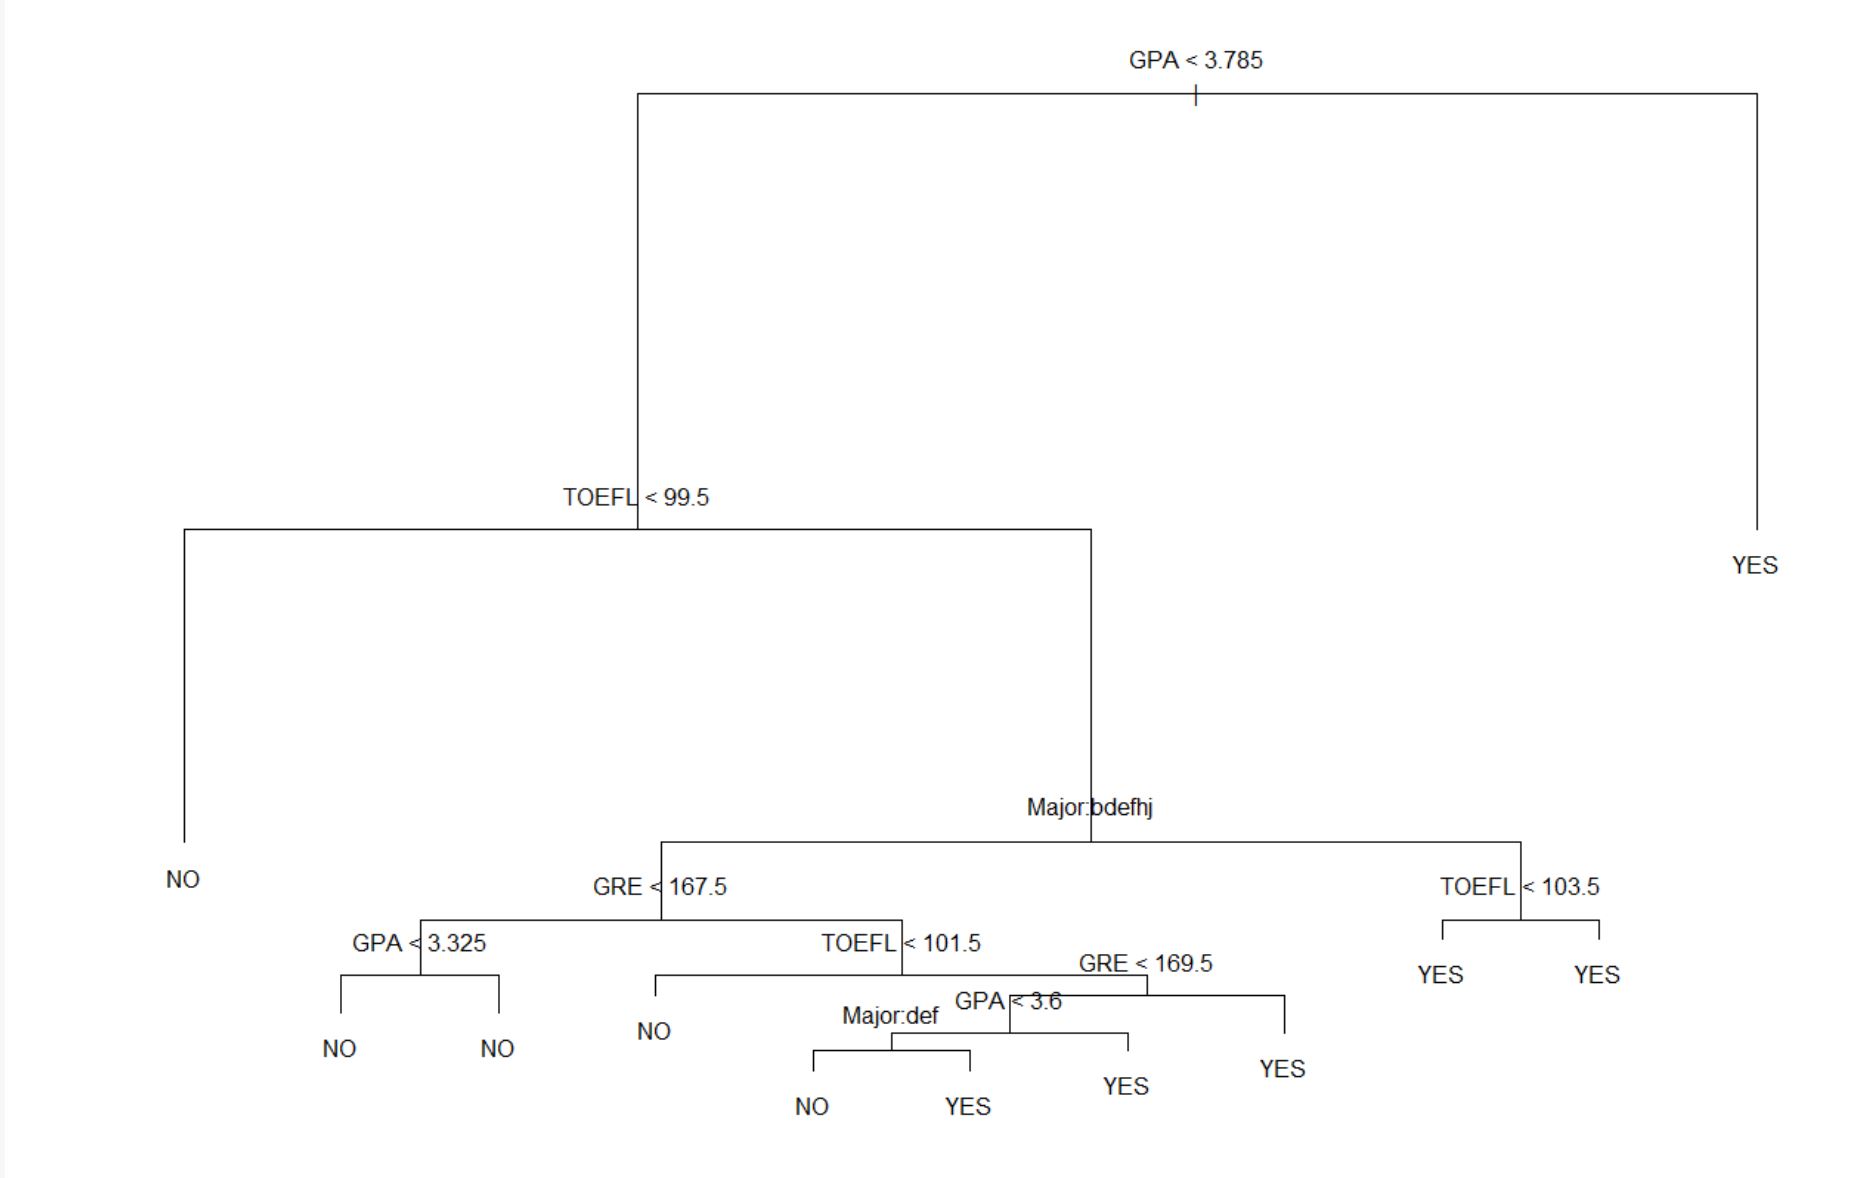 GPA < 3.785
TOEFL < 99.5
YES
Major:bdefhj
NO
GRE < 167.5
TOEFL < 103.5
GPA < 3.325
TOEFL < 101.5
GRE < 169.5
YES
YES
GPA < 3.6
Major:def
NO
NO
NO
YES
YES
NO
YES